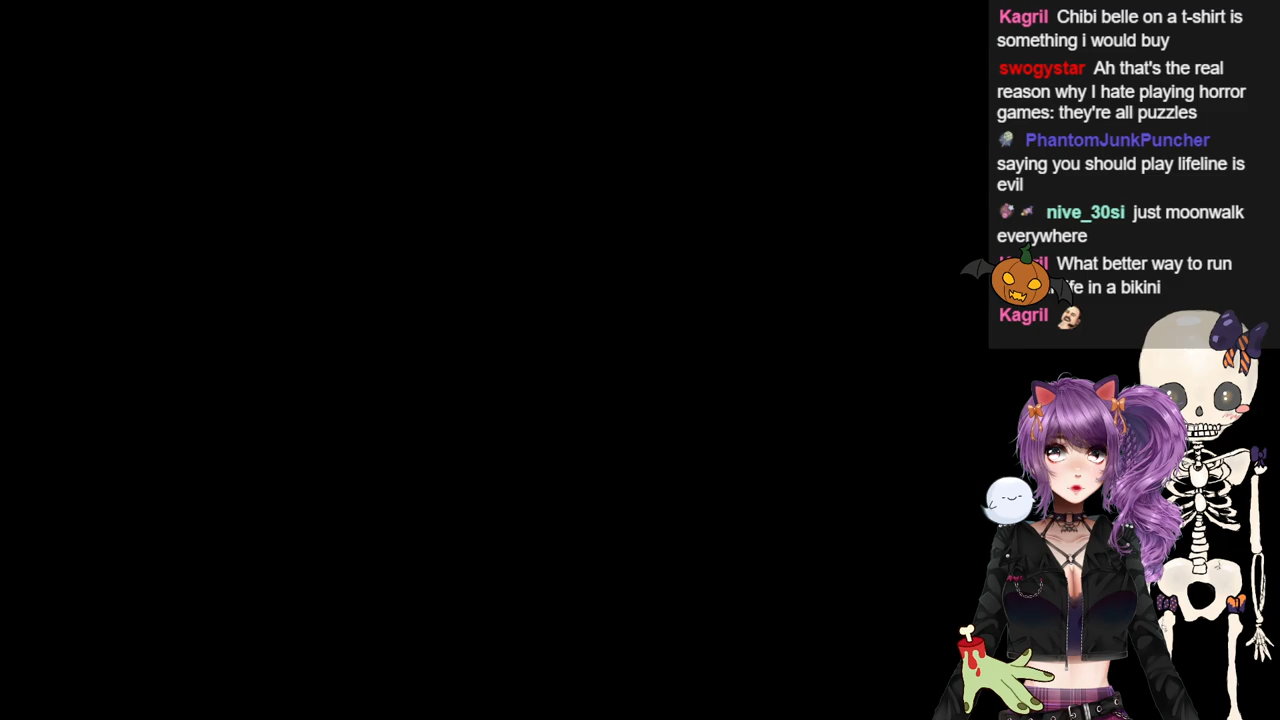 Kagril Chibi belle on a t-shirt is
something i would buy
swogystar Ah that's the real
reason why I hate playing horror
games: they're all puzzles
PhantomJunkPuncher
saying you should play lifeline is
evil
nive_30si just moonwalk
everywhere
Kagril What better way to run
in a bikini
Kagril